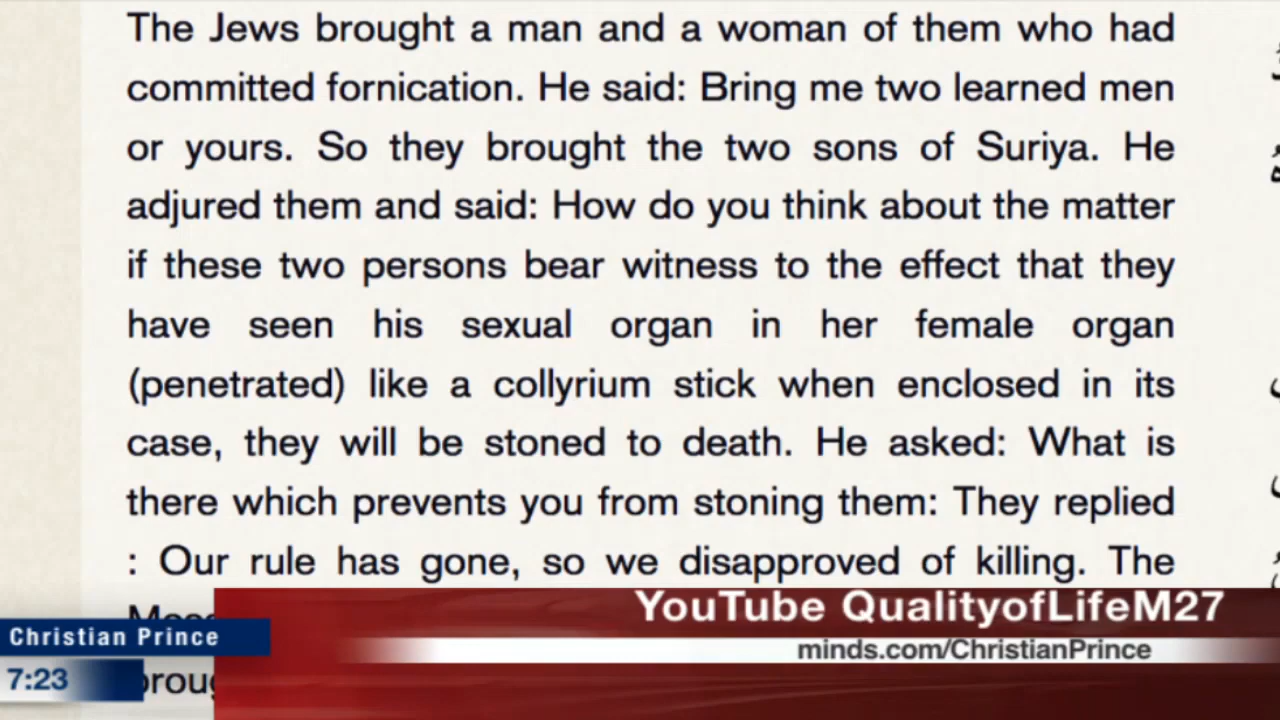 The Jews brought a man and a woman of them who had
committed fornication. He said: Bring me two learned men
or yours. So they brought the two sons of Suriya. He
adjured them and said: How do you think about the matter
if these two persons bear witness to the effect that they
have seen his sexual organ in her female organ
(penetrated) like a collyrium stick when enclosed in its
case, they will be stoned to death. He asked: What is
there which prevents you from stoning them: They replied
: Our rule has gone, so we disapproved of killing. The
YouTube QualityofLifeM27
Christian Prince
minds.com/ChristianPrince
7:23